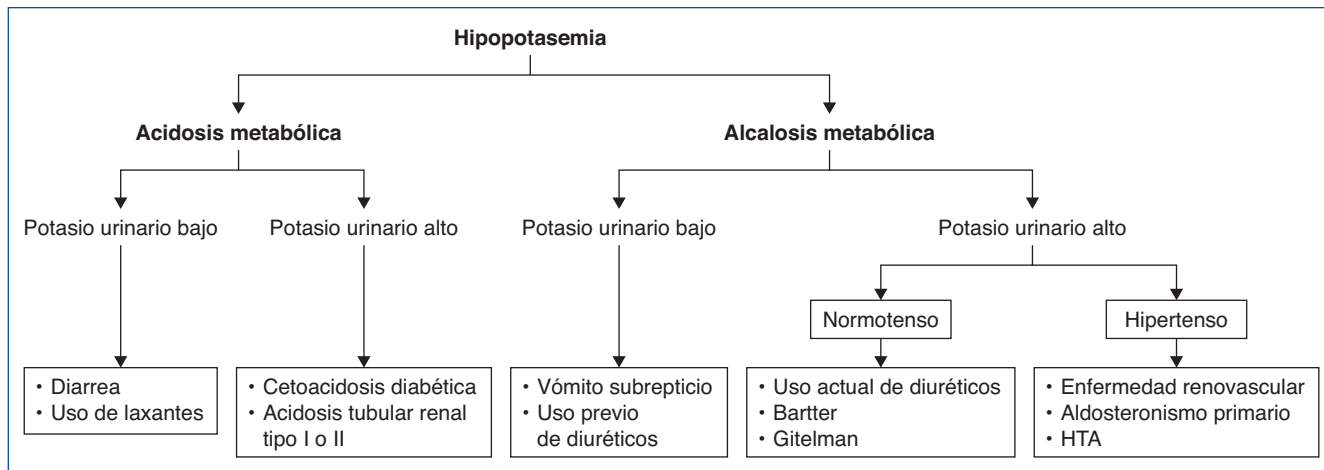 Hipopotasemia
Acidosis metabólica
Alcalosis metabólica
Potasio urinario bajo
Potasio urinario alto
Potasio urinario bajo
Potasio urinario alto
Normotenso
Hipertenso
• Diarrea
• Uso de laxantes
• Cetoacidosis diabética
• Acidosis tubular renal
tipo I o II
• Vómito subrepticio
• Uso previo
de diuréticos
• Uso actual de diuréticos
• Bartter
• Gitelman
• Enfermedad renovascular
• Aldosteronismo primario
• HTA